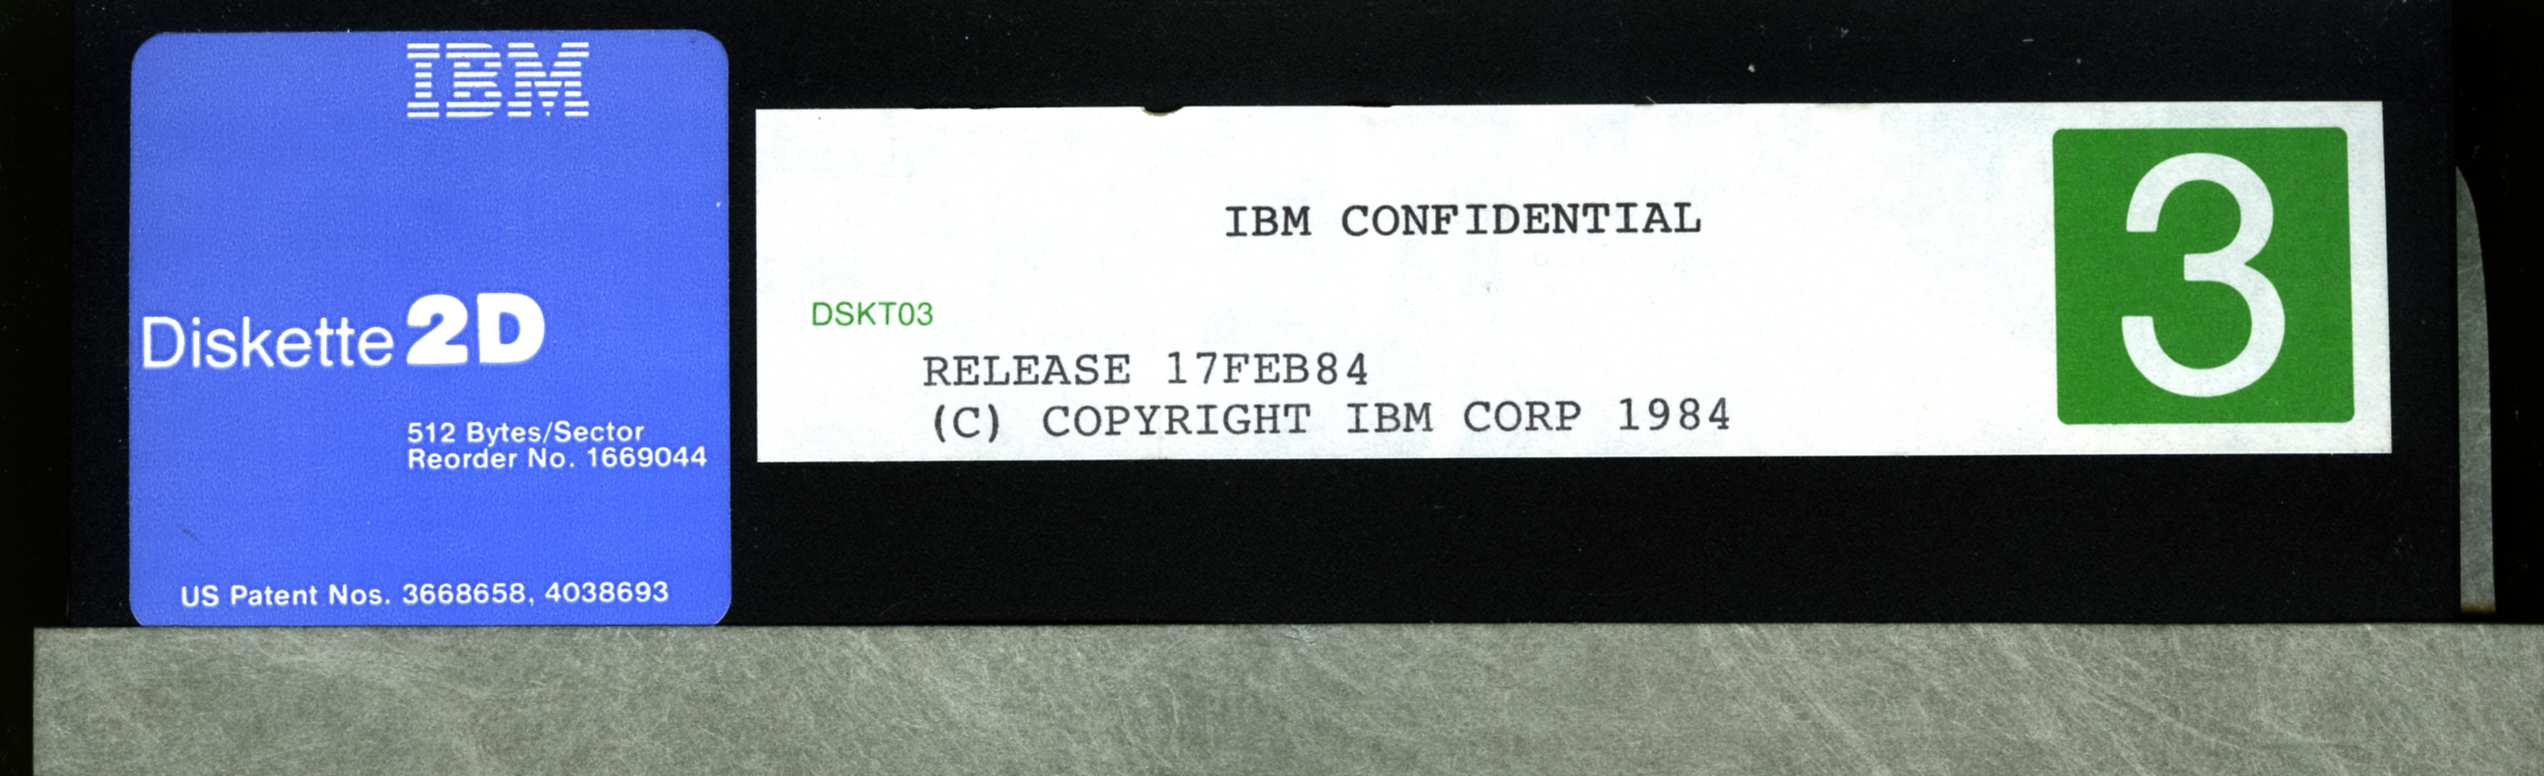 IBM
Diskette 2D
512 Bytes/Sector
Reorder No. 1669044
US Patent Nos. 3668658, 4038693
IBM CONFIDENTIAL
DSKT03
RELEASE 17FEB84
(C) COPYRIGHT IBM CORP 1984
3